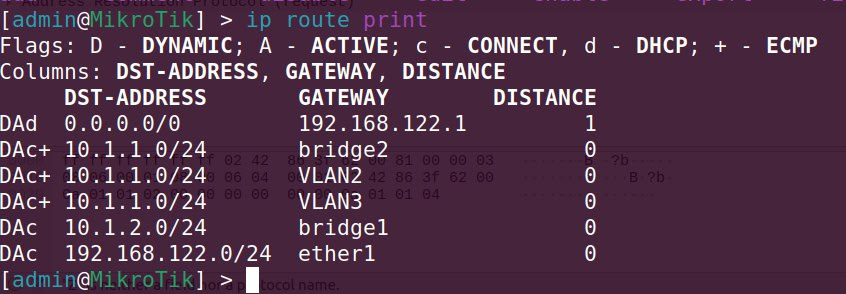 [admin@MikroTik] > ip route print
Flags: D - DYNAMIC; A - ACTIVE; c - CONNECT, d - DHCP; + - ECMP
Columns: DST-ADDRESS, GATEWAY, DISTANCE
DST-ADDRESS GATEWAY DISTANCE
DAd 0.0.0.0/0 192.168.122.1 1
DAc+ 10.1.1.0/24 bridge2 0
DAc+ 10.1.1.0/24 VLAN2 0
DAc+ 10.1.1.0/24 VLAN3 0
DAc 10.1.2.0/24 bridge1 0
DAc 192.168.122.0/24 ether1 0
[admin@MikroTik] >